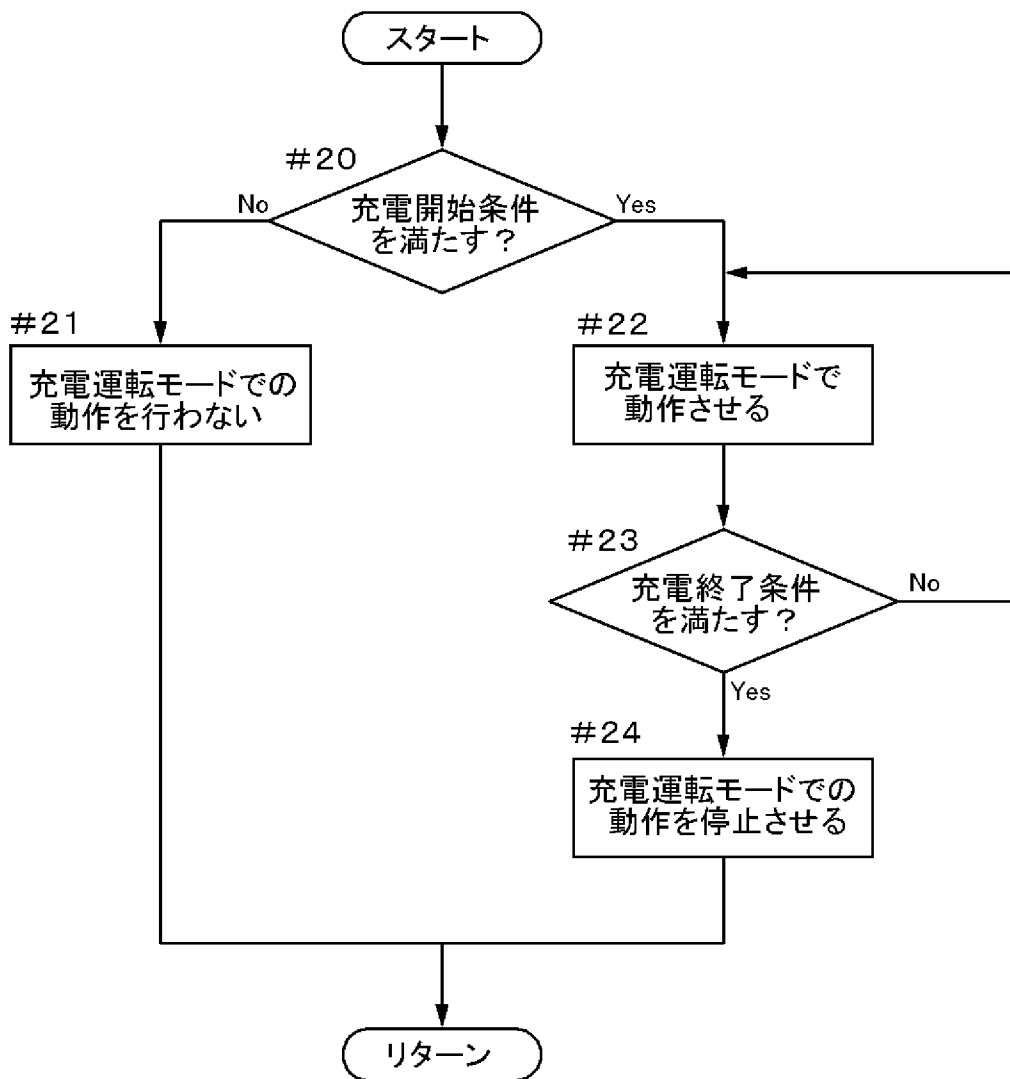 スタート
#20
充電開始条件
を満たす？
No
Yes
#21
充電運転モードでの
動作を行わない
#22
充電運転モードで
動作させる
#23
充電終了条件
を満たす？
No
Yes
#24
充電運転モードでの
動作を停止させる
リターン